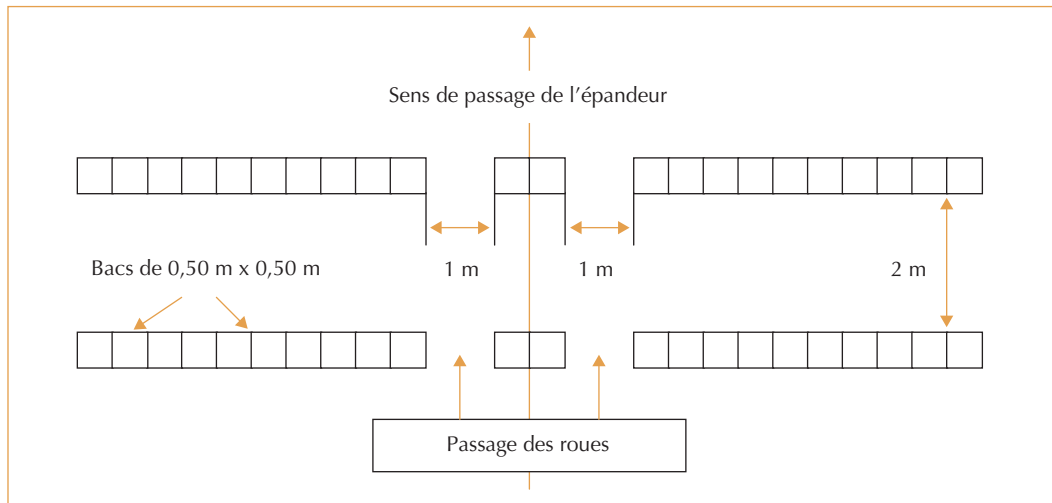 Sens de passage de l’épandeur
Bacs de 0,50 m x 0,50 m
1 m
1 m
2 m
Passage des roues